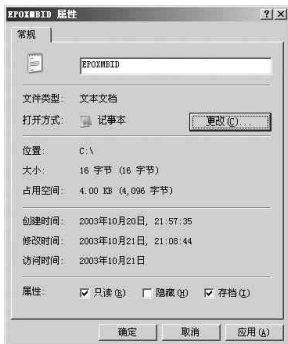 EPOXMBID 属性
常规
EPOXMBID
文件类型: 文本文档
打开方式: 记事本 更改(C)...
位置: C:\
大小: 16 字节 (16 字节)
占用空间: 4.00 KB (4,096 字节)
创建时间: 2003年10月20日, 21:57:35
修改时间: 2003年10月21日, 21:08:44
访问时间: 2003年10月21日
属性: 只读(R) 隐藏(H) 存档(I)
确定 取消 应用(A)